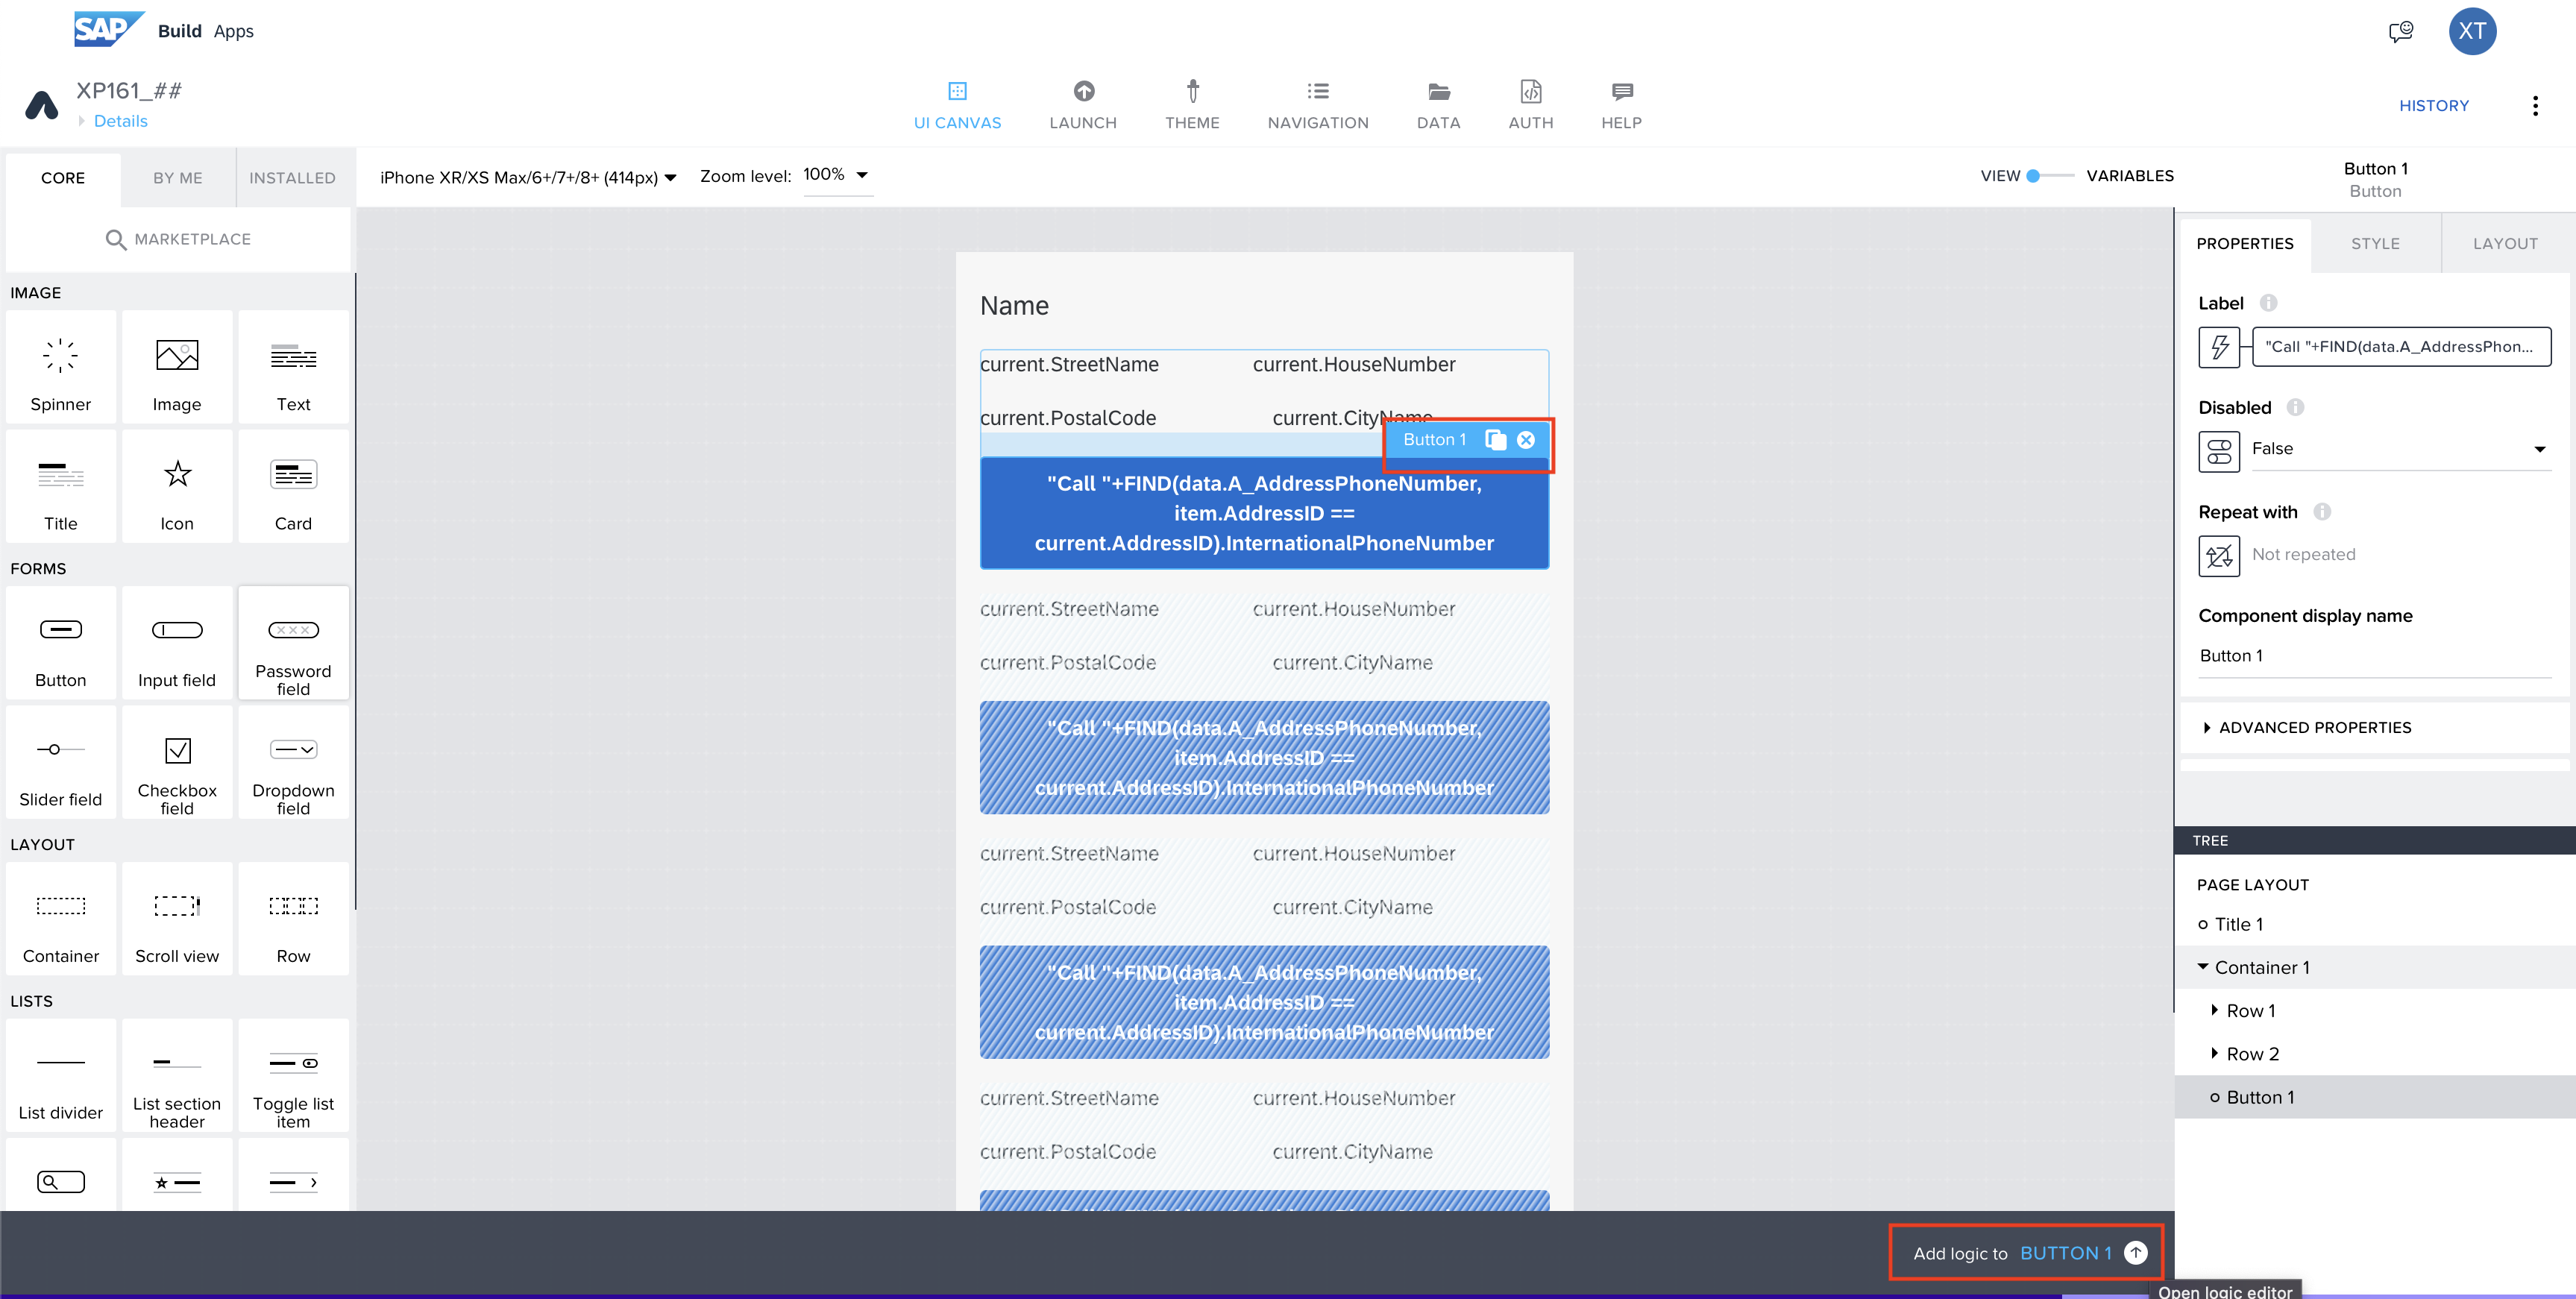 SAP Build Apps
XT
XP161_##
Details
UI CANVAS
LAUNCH
THEME
NAVIGATION
DATA
AUTH
HELP
HISTORY
CORE
BY ME
INSTALLED
MARKETPLACE
IMAGE
Spinner
Image
Text
Title
Icon
Card
FORMS
Button
Input field
Password
field
Slider field
Checkbox
field
Dropdown
field
LAYOUT
Container
Scroll view
Row
LISTS
List divider
List section
header
Toggle list
item
iPhone XR/XS Max/6+/7+/8+ (414px)
Zoom level: 100%
VIEW
VARIABLES
Name
current.StreetName
current.HouseNumber
current.PostalCode
current.CityName
Button 1
"Call "+FIND(data.A_AddressPhoneNumber,
item.AddressID ==
current.AddressID).InternationalPhoneNumber
current.StreetName
current.HouseNumber
current.PostalCode
current.CityName
"Call "+FIND(data.A_AddressPhoneNumber,
item.AddressID ==
current.AddressID).InternationalPhoneNumber
current.StreetName
current.HouseNumber
current.PostalCode
current.CityName
"Call "+FIND(data.A_AddressPhoneNumber,
item.AddressID ==
current.AddressID).InternationalPhoneNumber
current.StreetName
current.HouseNumber
current.PostalCode
current.CityName
Button 1
Button
PROPERTIES
STYLE
LAYOUT
Label
"Call "+FIND(data.A_AddressPhon...
Disabled
False
Repeat with
Not repeated
Component display name
Button 1
ADVANCED PROPERTIES
TREE
PAGE LAYOUT
Title 1
Container 1
Row 1
Row 2
Button 1
Add logic to BUTTON 1
Open logic editor